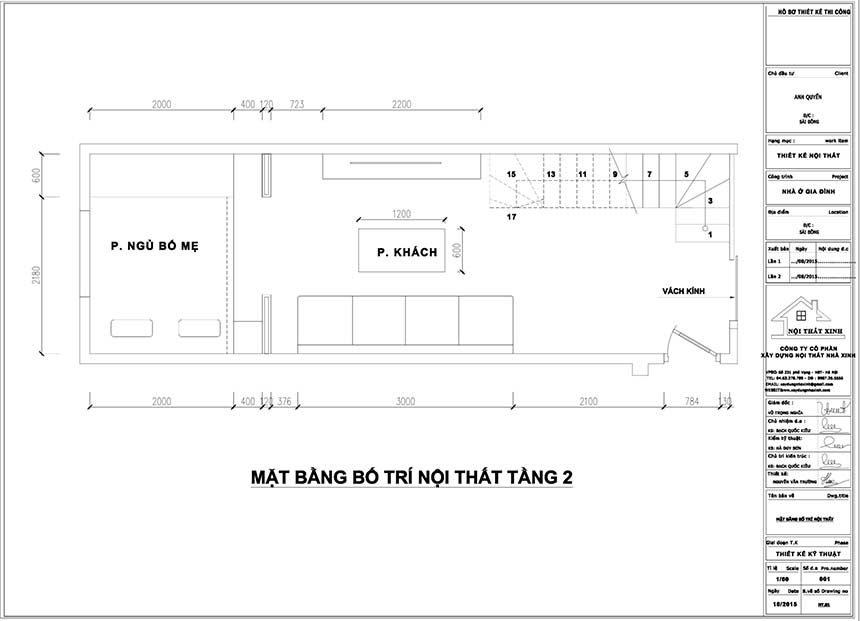 2000 400 120 723 2200
600
2180
P. NGỦ BỐ MẸ
1200
P. KHÁCH
600
15 13 11 9 7 5
3
17
1
VÁCH KÍNH
2000 400 120 376 3000 2100 784 130
MẶT BẰNG BỐ TRÍ NỘI THẤT TẦNG 2
HỒ SƠ THIẾT KẾ THI CÔNG
Chủ đầu tư Client
ANH QUYỀN
Đ/C :
SÀI ĐỒNG
Hạng mục : work item
THIẾT KẾ NỘI THẤT
Công trình Project
NHÀ Ở GIA ĐÌNH
Địa điểm Location
Đ/C :
SÀI ĐỒNG
Xuất bản Ngày Nội dung đ.c
Lần 1 .../08/2015
Lần 2 .../08/2015
NỘI THẤT XINH
CÔNG TY CỔ PHẦN
XÂY DỰNG NỘI THẤT NHÀ XINH
Giám đốc :
VÕ TRỌNG NGHĨA
Chủ nhiệm d.a :
KS: BẠCH QUỐC KIỀU
Kiểm kỹ thuật:
KS: HÀ DUY SƠN
Chủ trì kiến trúc :
KS: BẠCH QUỐC KIỀU
Thiết kế:
NGUYỄN VĂN TRƯỜNG
Tên bản vẽ Dwg.title
MẶT BẰNG BỐ TRÍ NỘI THẤT
Giai đoạn T.K Phase
THIẾT KẾ KỸ THUẬT
Tỉ lệ Scale Số d.a Pro.number
1/50 001
Ngày Date B.vẽ số Drawing no
10/2015 NT.01